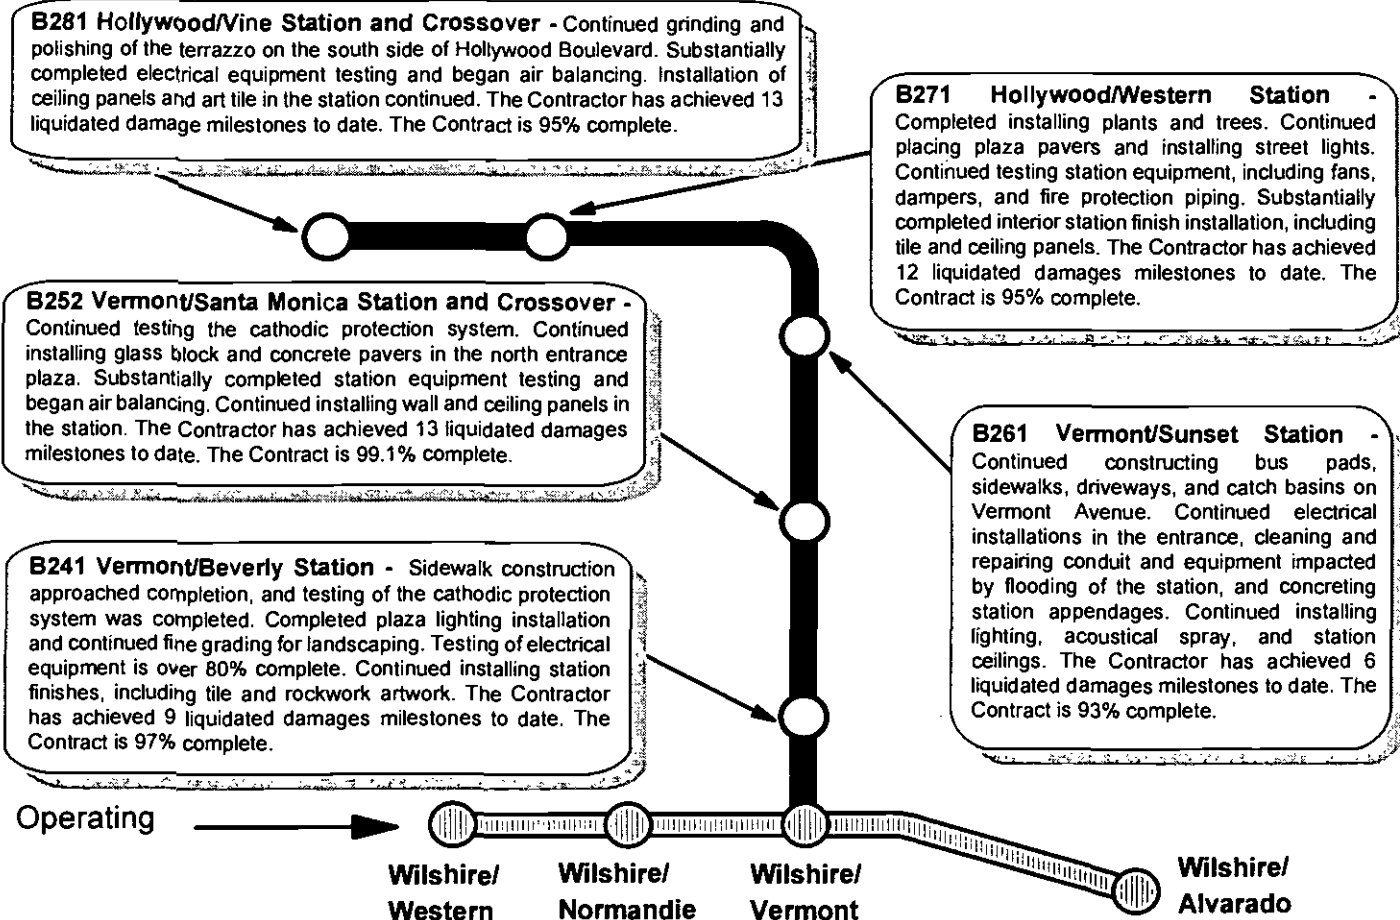 B281 Hollywood/Vine Station and Crossover - Continued grinding and
polishing of the terrazzo on the south side of Hollywood Boulevard. Substantially
completed electrical equipment testing and began air balancing. Installation of
ceiling panels and art tile in the station continued. The Contractor has achieved 13
liquidated damage milestones to date. The Contract is 95% complete.
B271 Hollywood/Western Station -
Completed installing plants and trees. Continued
placing plaza pavers and installing street lights.
Continued testing station equipment, including fans,
dampers, and fire protection piping. Substantially
completed interior station finish installation, including
tile and ceiling panels. The Contractor has achieved
12 liquidated damages milestones to date. The
Contract is 95% complete.
B252 Vermont/Santa Monica Station and Crossover -
Continued testing the cathodic protection system. Continued
installing glass block and concrete pavers in the north entrance
plaza. Substantially completed station equipment testing and
began air balancing. Continued installing wall and ceiling panels in
the station. The Contractor has achieved 13 liquidated damages
milestones to date. The Contract is 99.1% complete.
B261 Vermont/Sunset Station -
Continued constructing bus pads,
sidewalks, driveways, and catch basins on
Vermont Avenue. Continued electrical
installations in the entrance, cleaning and
repairing conduit and equipment impacted
by flooding of the station, and concreting
station appendages. Continued installing
lighting, acoustical spray, and station
ceilings. The Contractor has achieved 6
liquidated damages milestones to date. The
Contract is 93% complete.
B241 Vermont/Beverly Station - Sidewalk construction
approached completion, and testing of the cathodic protection
system was completed. Completed plaza lighting installation
and continued fine grading for landscaping. Testing of electrical
equipment is over 80% complete. Continued installing station
finishes, including tile and rockwork artwork. The Contractor
has achieved 9 liquidated damages milestones to date. The
Contract is 97% complete.
Operating
Wilshire/
Western
Wilshire/
Normandie
Wilshire/
Vermont
Wilshire/
Alvarado